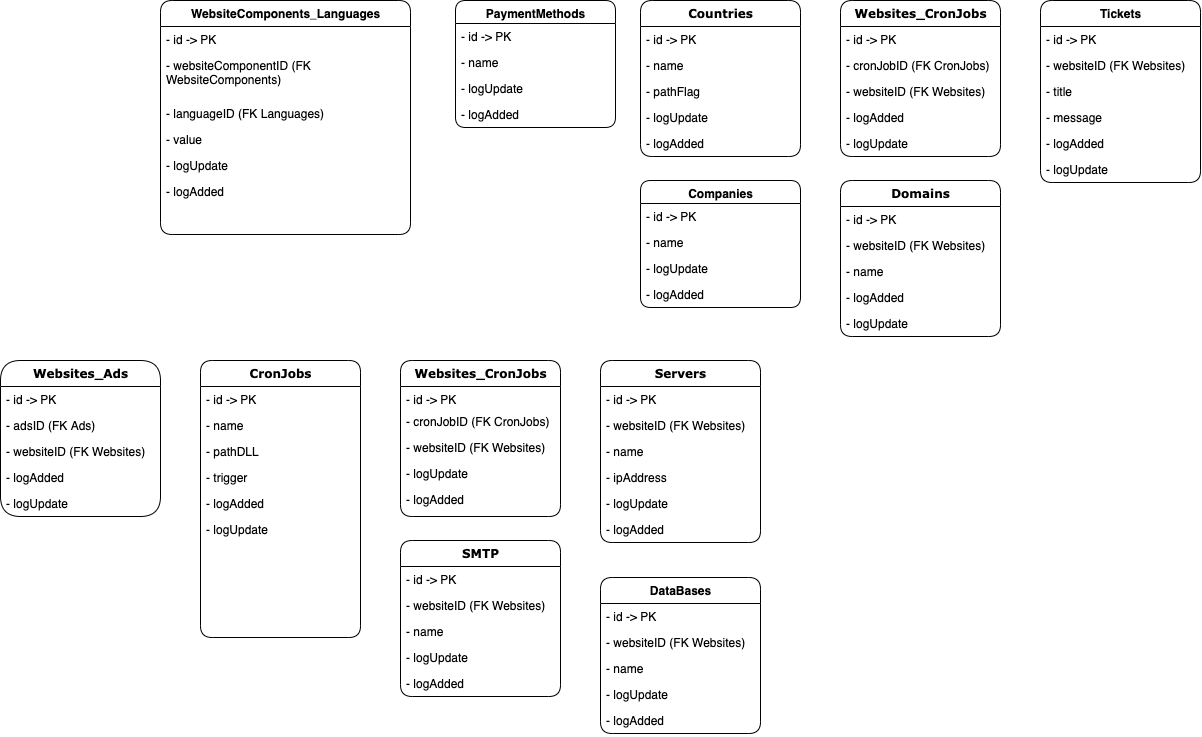 WebsiteComponents_Languages
- id -> PK
- websiteComponentID (FK
WebsiteComponents)
- languageID (FK Languages)
- value
- logUpdate
- logAdded
PaymentMethods
- id -> PK
- name
- logUpdate
- logAdded
Countries
- id -> PK
- name
- pathFlag
- logUpdate
- logAdded
Websites_CronJobs
- id -> PK
- cronJobID (FK CronJobs)
- websiteID (FK Websites)
- logAdded
- logUpdate
Tickets
- id -> PK
- websiteID (FK Websites)
- title
- message
- logAdded
- logUpdate
Companies
- id -> PK
- name
- logUpdate
- logAdded
Domains
- id -> PK
- websiteID (FK Websites)
- name
- logAdded
- logUpdate
Websites_Ads
- id -> PK
- adsID (FK Ads)
- websiteID (FK Websites)
- logAdded
- logUpdate
CronJobs
- id -> PK
- name
- pathDLL
- trigger
- logAdded
- logUpdate
Websites_CronJobs
- id -> PK
- cronJobID (FK CronJobs)
- websiteID (FK Websites)
- logUpdate
- logAdded
Servers
- id -> PK
- websiteID (FK Websites)
- name
- ipAddress
- logUpdate
- logAdded
SMTP
- id -> PK
- websiteID (FK Websites)
- name
- logUpdate
- logAdded
DataBases
- id -> PK
- websiteID (FK Websites)
- name
- logUpdate
- logAdded